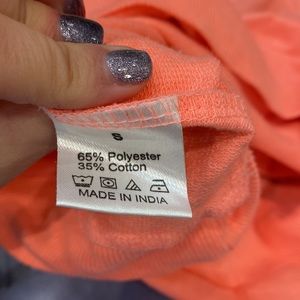 S
65% Polyester
35% Cotton
MADE IN INDIA